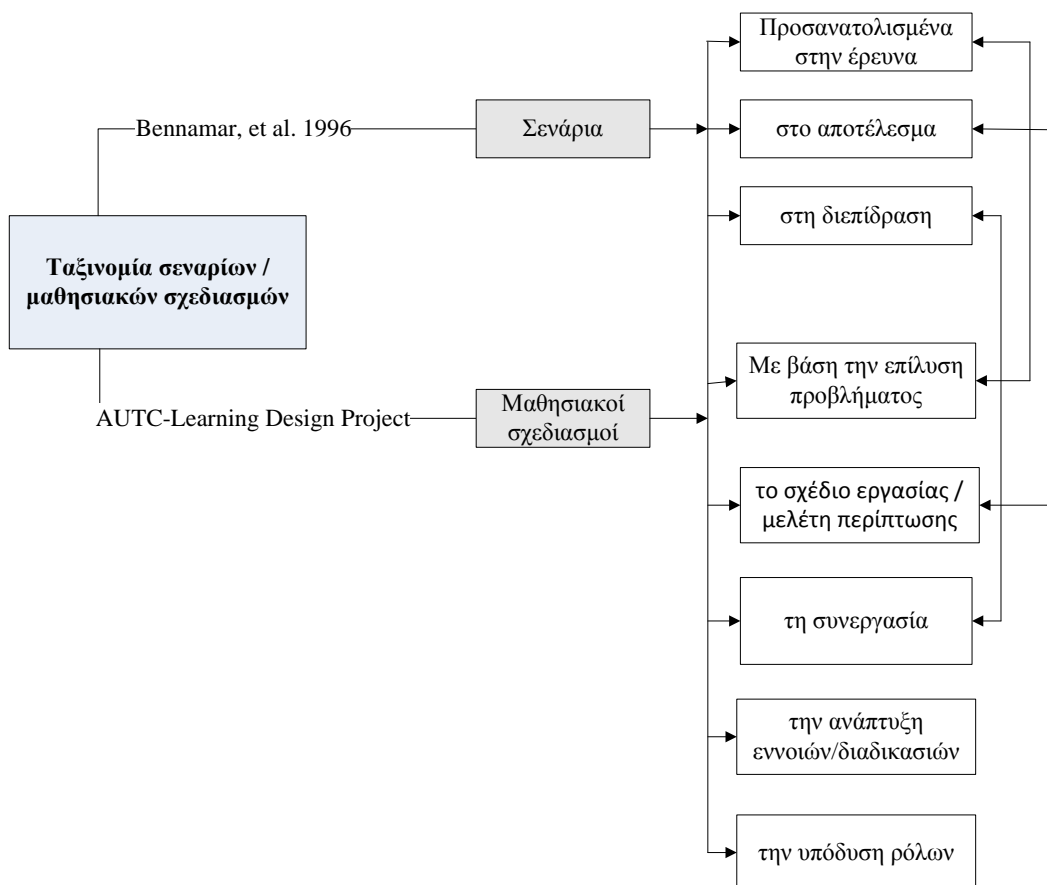 Προσανατολισμένα
στην έρευνα
Bennamar, et al. 1996
Σενάρια
στο αποτέλεσμα
στη διεπίδραση
Ταξινομία σεναρίων /
μαθησιακών σχεδιασμών
Με βάση την επίλυση
προβλήματος
AUTC-Learning Design Project
Μαθησιακοί
σχεδιασμοί
το σχέδιο εργασίας /
μελέτη περίπτωσης
τη συνεργασία
την ανάπτυξη
εννοιών/διαδικασιών
την υπόδυση ρόλων